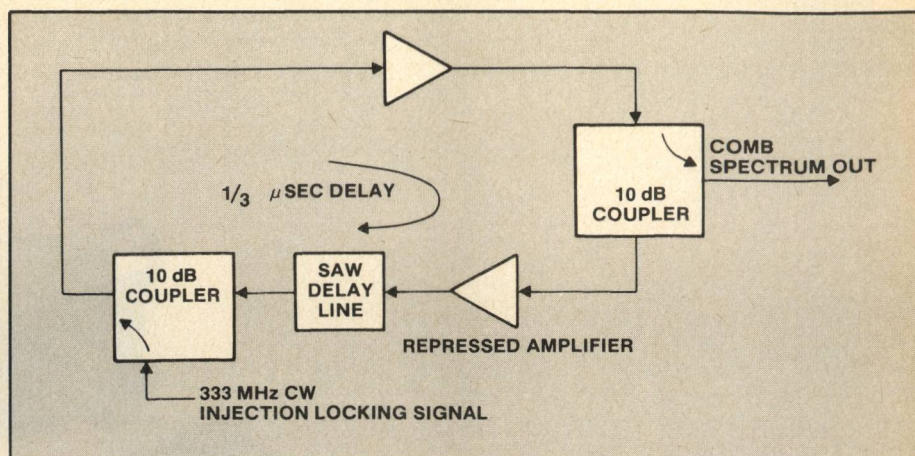 1/3 μ SEC DELAY
COMB
SPECTRUM OUT
10 dB
COUPLER
10 dB
COUPLER
SAW
DELAY
LINE
REPRESSED AMPLIFIER
333 MHz CW
INJECTION LOCKING SIGNAL